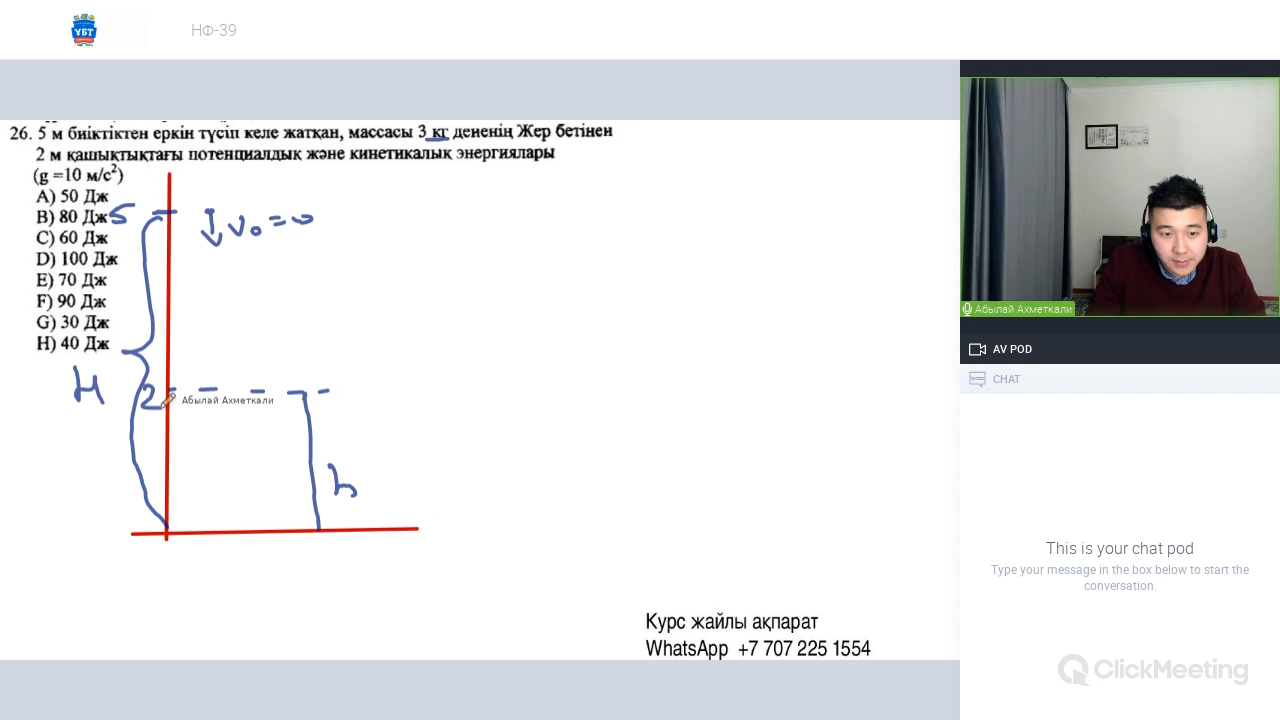 ҰБТ
НФ-39
26. 5 м биіктіктен еркін түсіп келе жатқан, массасы 3 кг дененің Жер бетінен
2 м қашықтықтағы потенциалдық және кинетикалық энергиялары
(g =10 м/с²)
A) 50 Дж
B) 80 Дж
C) 60 Дж
D) 100 Дж
E) 70 Дж
F) 90 Дж
G) 30 Дж
H) 40 Дж
5
V₀ = 0
H
2
Абылай Ахметкали
h
Курс жайлы ақпарат
WhatsApp +7 707 225 1554
Абылай Ахметкали
AV POD
CHAT
This is your chat pod
Type your message in the box below to start the
conversation.
ClickMeeting